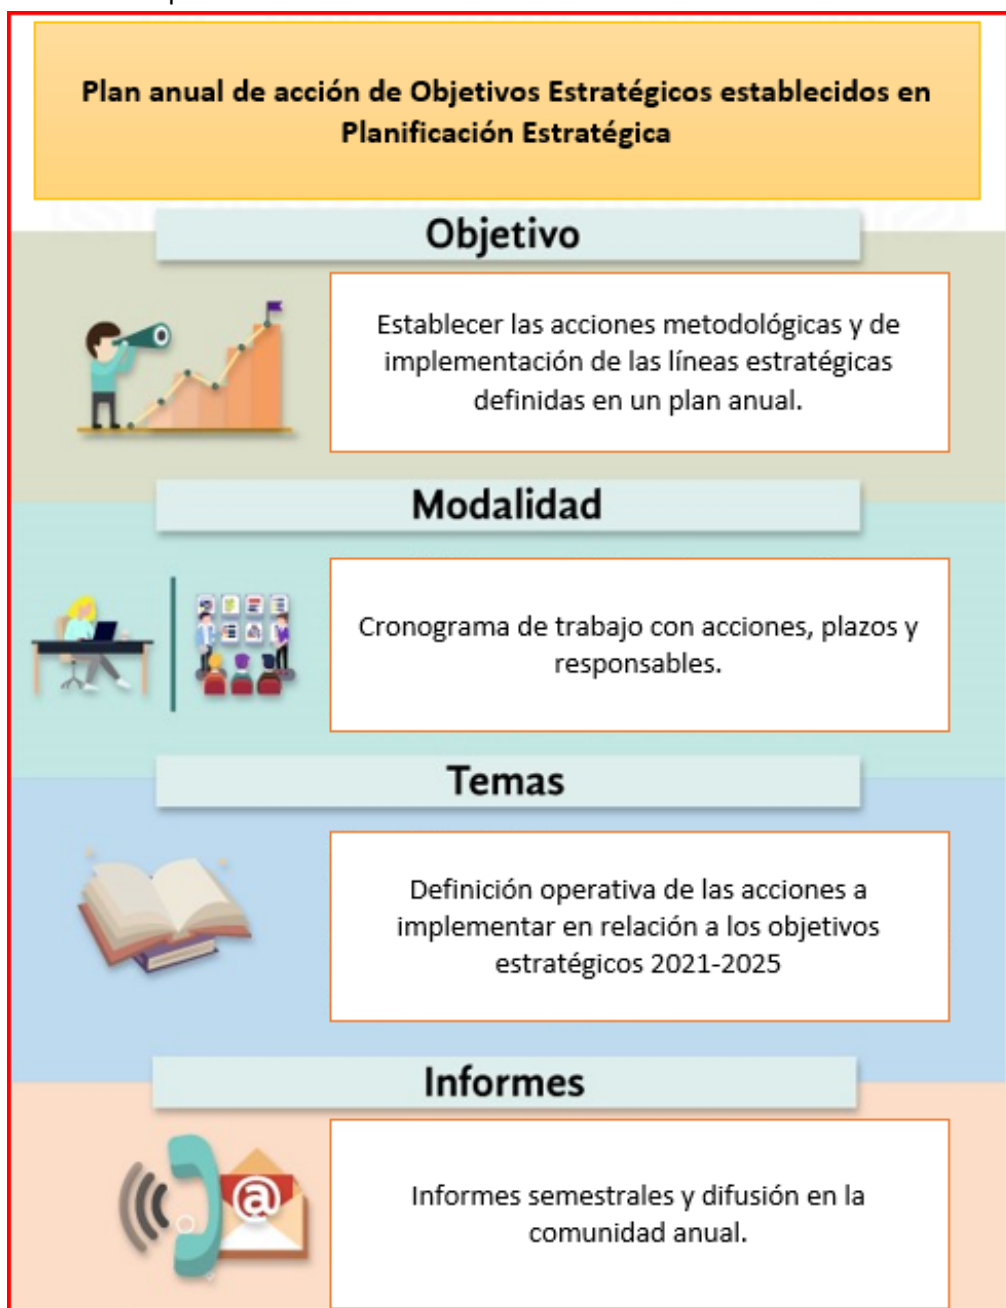 Plan anual de acción de Objetivos Estratégicos establecidos en
Planificación Estratégica
Objetivo
Establecer las acciones metodológicas y de
implementación de las líneas estratégicas
definidas en un plan anual.
Modalidad
Cronograma de trabajo con acciones, plazos y
responsables.
Temas
Definición operativa de las acciones a
implementar en relación a los objetivos
estratégicos 2021-2025
Informes
@
Informes semestrales y difusión en la
comunidad anual.